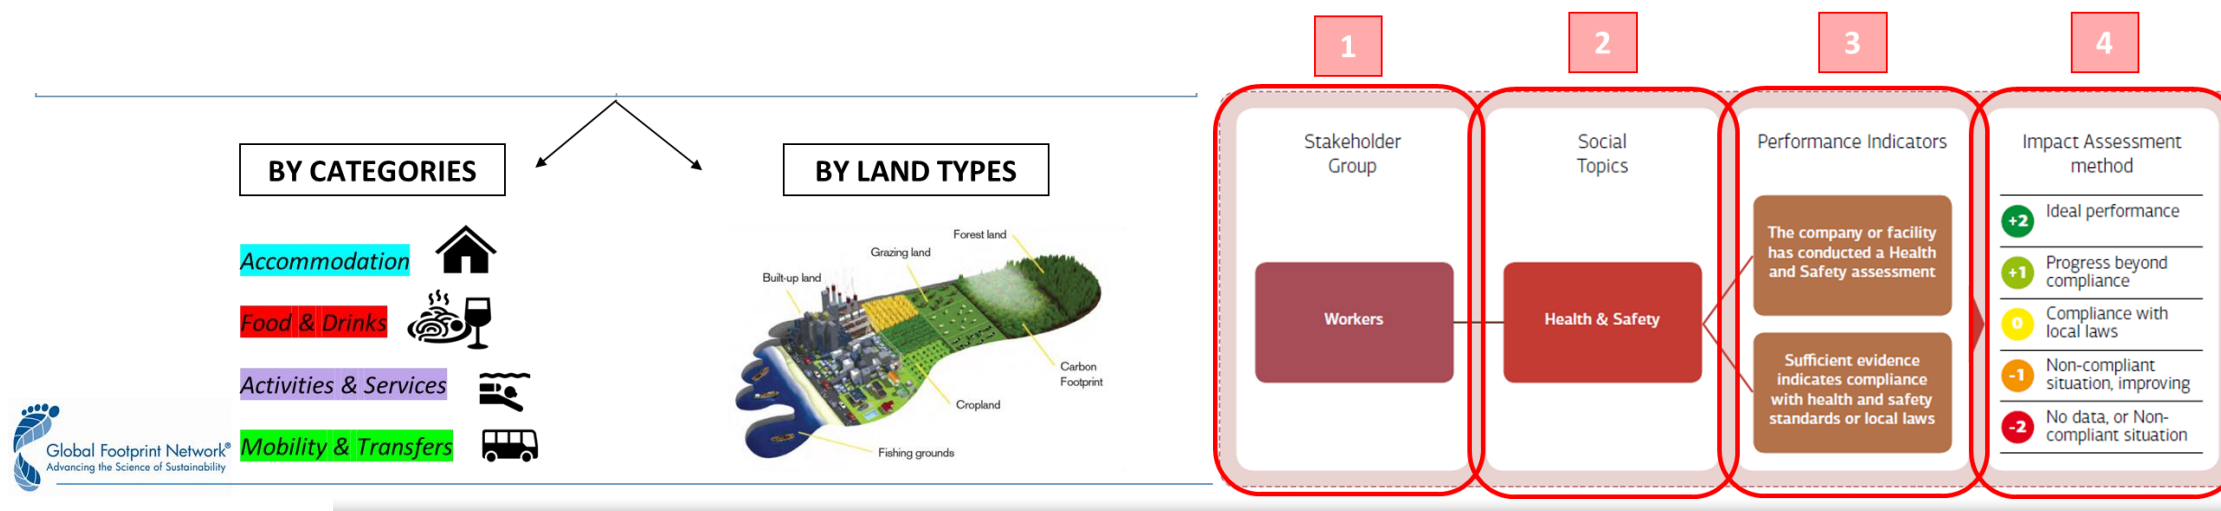 BY CATEGORIES
Accommodation
Food & Drinks
Activities & Services
Mobility & Transfers
Global Footprint Network®
Advancing the Science of Sustainability
BY LAND TYPES
Forest land
Grazing land
Built-up land
Carbon
Footprint
Cropland
Fishing grounds
1
Stakeholder
Group
Workers
2
Social
Topics
Health & Safety
3
Performance Indicators
The company or facility
has conducted a Health
and Safety assessment
Sufficient evidence
indicates compliance
with health and safety
standards or local laws
4
Impact Assessment
method
+2 Ideal performance
+1 Progress beyond
compliance
0 Compliance with
local laws
-1 Non-compliant
situation, improving
-2 No data, or Non-
compliant situation